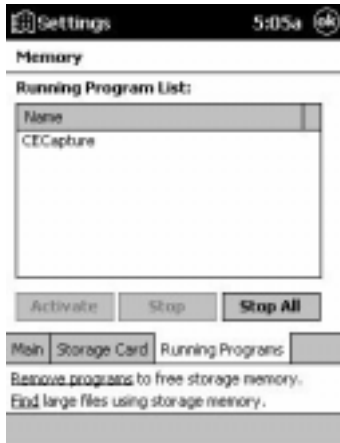 Settings 5:05a ok
Memory
Running Program List:
Name
CECapture
Activate Stop Stop All
Main Storage Card Running Programs
Remove programs to free storage memory.
Find large files using storage memory.